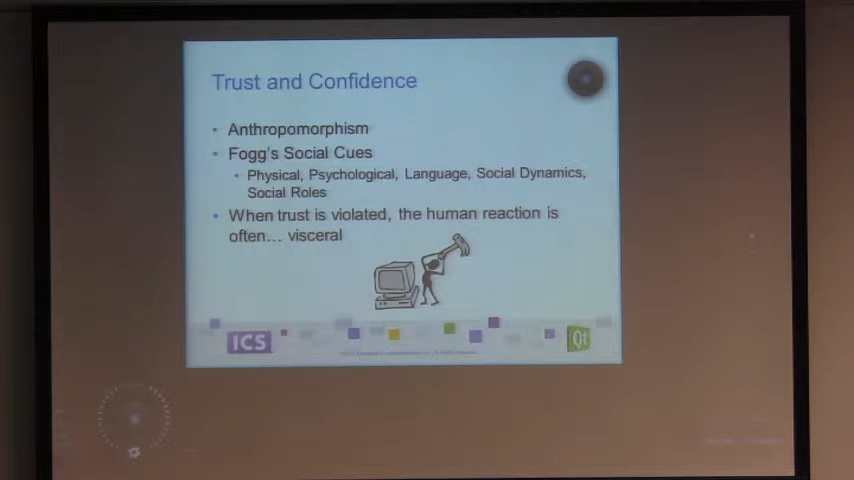 Trust and Confidence
Anthropomorphism
Fogg's Social Cues
Physical, Psychological, Language, Social Dynamics,
Social Roles
When trust is violated, the human reaction is
often... visceral
ICS
Qt